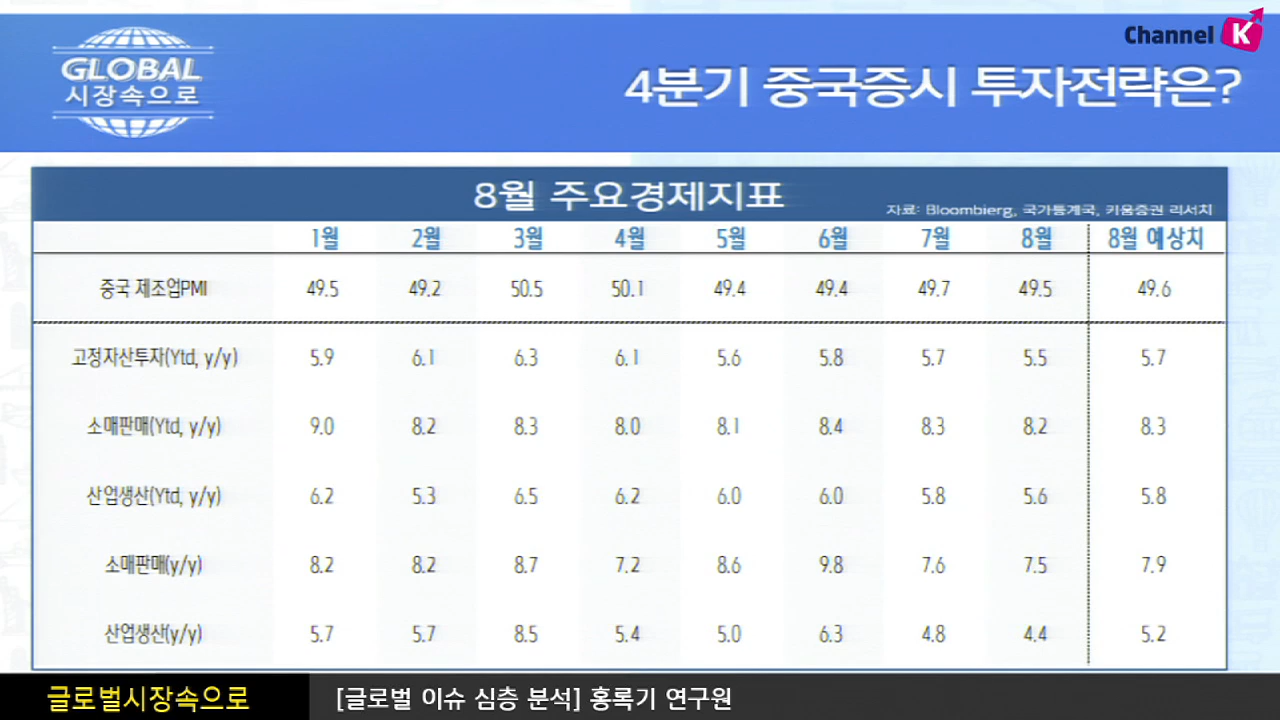 Channel K
GLOBAL
시장속으로
4분기 중국증시 투자전략은?
8월 주요경제지표
자료: Bloombierg, 국가통계국, 키움증권 리서치
1월 2월 3월 4월 5월 6월 7월 8월 8월 예상치
중국 제조업PMI 49.5 49.2 50.5 50.1 49.4 49.4 49.7 49.5 49.6
고정자산투자(Ytd, y/y) 5.9 6.1 6.3 6.1 5.6 5.8 5.7 5.5 5.7
소매판매(Ytd, y/y) 9.0 8.2 8.3 8.0 8.1 8.4 8.3 8.2 8.3
산업생산(Ytd, y/y) 6.2 5.3 6.5 6.2 6.0 6.0 5.8 5.6 5.8
소매판매(y/y) 8.2 8.2 8.7 7.2 8.6 9.8 7.6 7.5 7.9
산업생산(y/y) 5.7 5.7 8.5 5.4 5.0 6.3 4.8 4.4 5.2
글로벌시장속으로 [글로벌 이슈 심층 분석] 홍록기 연구원